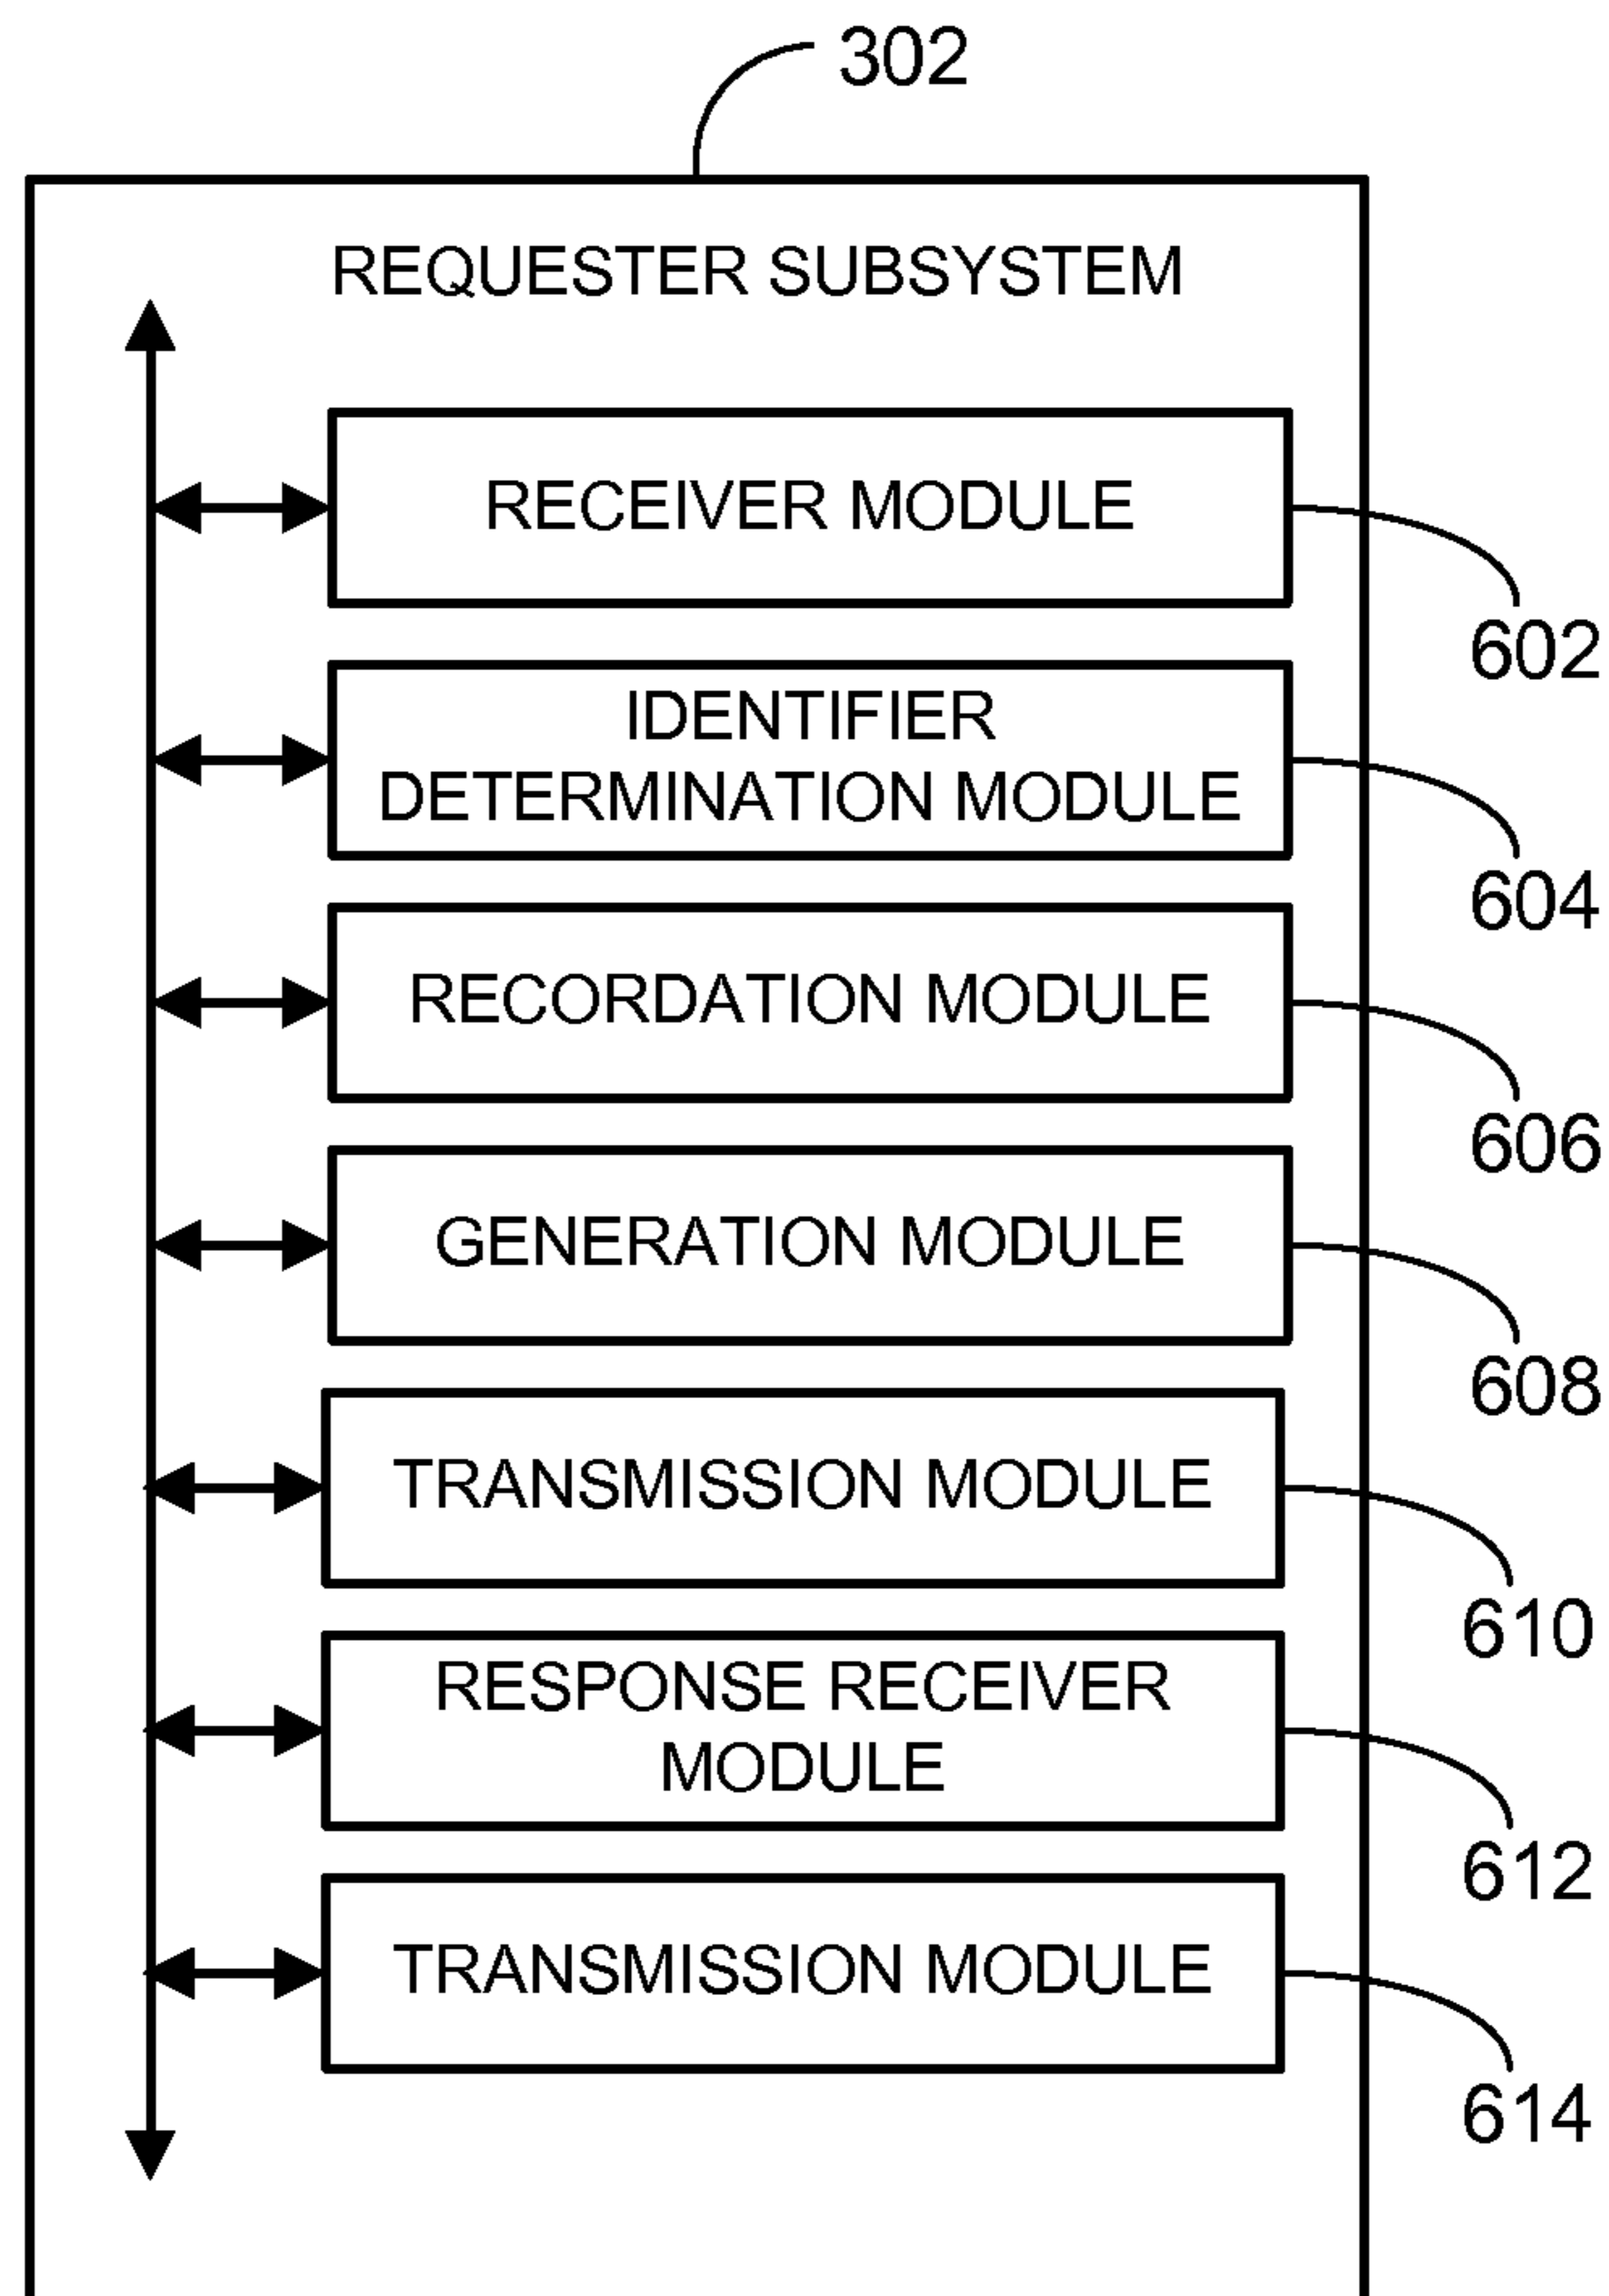 302
REQUESTER SUBSYSTEM
RECEIVER MODULE
602
IDENTIFIER
DETERMINATION MODULE
604
RECORDATION MODULE
606
GENERATION MODULE
608
TRANSMISSION MODULE
610
RESPONSE RECEIVER
MODULE
612
TRANSMISSION MODULE
614